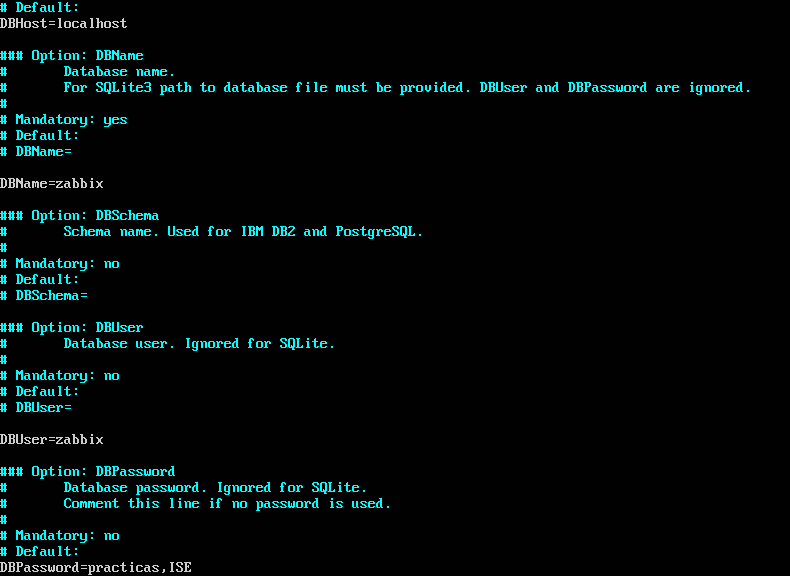 # Default:
DBHost=localhost

### Option: DBName
#       Database name.
#       For SQLite3 path to database file must be provided. DBUser and DBPassword are ignored.
#
# Mandatory: yes
# Default:
# DBName=

DBName=zabbix

### Option: DBSchema
#       Schema name. Used for IBM DB2 and PostgreSQL.
#
# Mandatory: no
# Default:
# DBSchema=

### Option: DBUser
#       Database user. Ignored for SQLite.
#
# Mandatory: no
# Default:
# DBUser=

DBUser=zabbix

### Option: DBPassword
#       Database password. Ignored for SQLite.
#       Comment this line if no password is used.
#
# Mandatory: no
# Default:
DBPassword=practicas,ISE